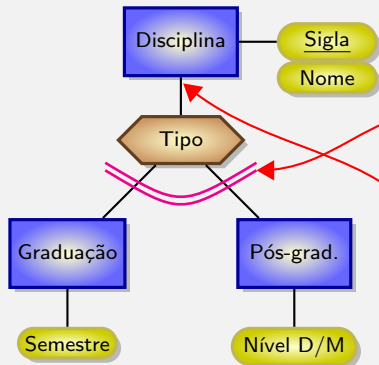 Disciplina
Sigla
Nome
Tipo
Graduação
Pós-grad.
Semestre
Nível D/M